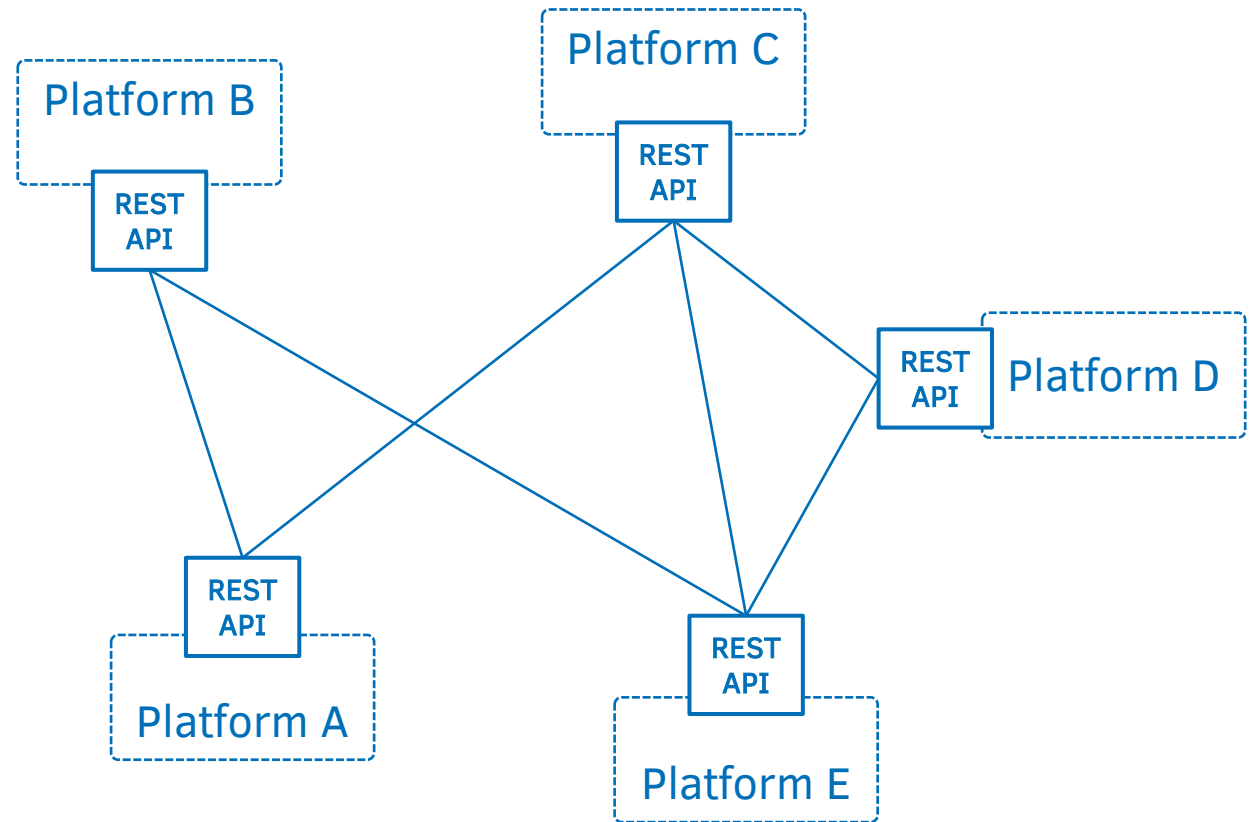 Platform B
REST
API
Platform C
REST
API
REST
API
Platform D
REST
API
Platform A
REST
API
Platform E